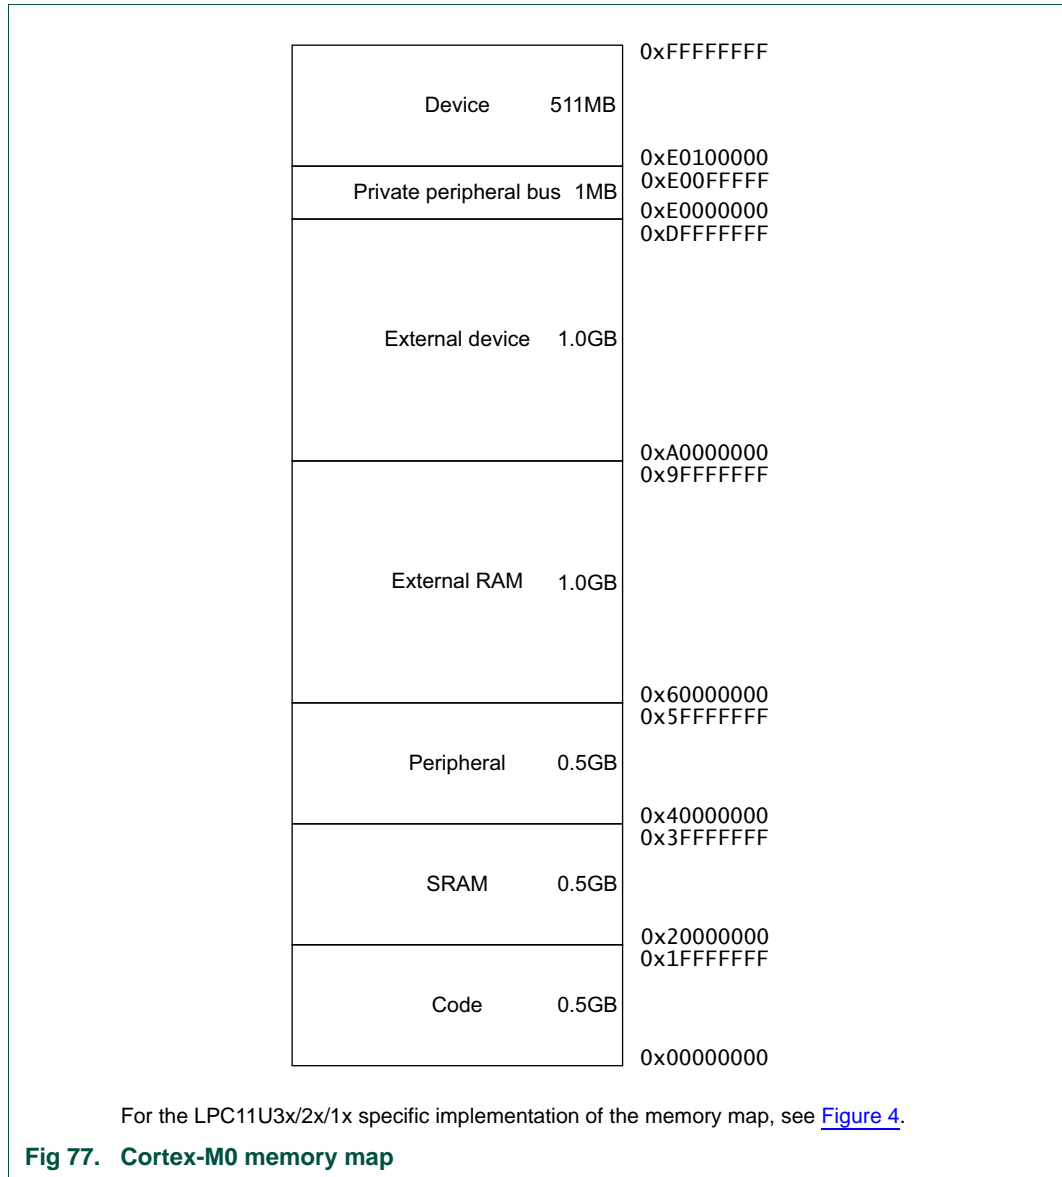 0xFFFFFFFF
Device 511MB
0xE0100000
0xE00FFFFF
Private peripheral bus 1MB
0xE0000000
0xDFFFFFFF
External device 1.0GB
0xA0000000
0x9FFFFFFF
External RAM 1.0GB
0x60000000
0x5FFFFFFF
Peripheral 0.5GB
0x40000000
0x3FFFFFFF
SRAM 0.5GB
0x20000000
0x1FFFFFFF
Code 0.5GB
0x00000000
For the LPC11U3x/2x/1x specific implementation of the memory map, see Figure 4.
Fig 77. Cortex-M0 memory map